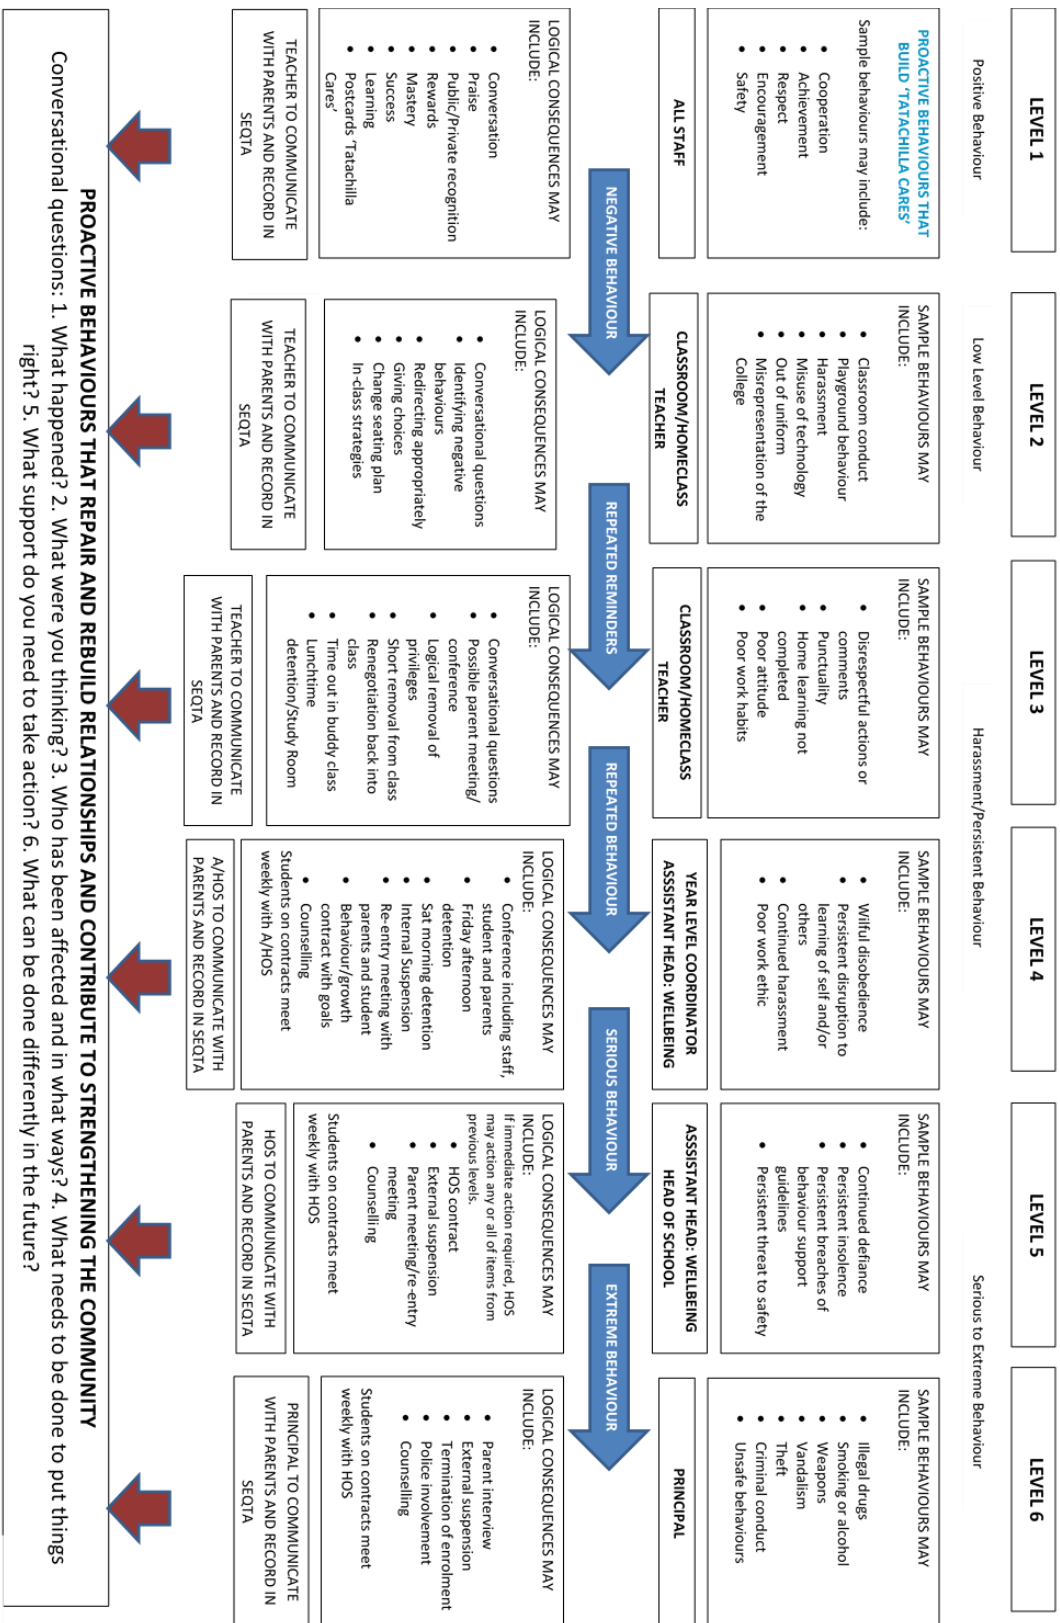 LEVEL 1
Positive Behaviour
PROACTIVE BEHAVIOURS THAT
BUILD ‘TATACHILLA CARES’
Sample behaviours may include:
• Cooperation
• Achievement
• Respect
• Encouragement
• Safety
ALL STAFF
NEGATIVE BEHAVIOUR
LOGICAL CONSEQUENCES MAY
INCLUDE:
• Conversation
• Praise
• Public/Private recognition
• Rewards
• Mastery
• Success
• Learning
• Postcards ‘Tatachilla
Cares’
TEACHER TO COMMUNICATE
WITH PARENTS AND RECORD IN
SEQTA
LEVEL 2
Low Level Behaviour
SAMPLE BEHAVIOURS MAY
INCLUDE:
• Classroom conduct
• Playground behaviour
• Harassment
• Misuse of technology
• Out of uniform
• Misrepresentation of the
College
CLASSROOM/HOMECLASS
TEACHER
REPEATED REMINDERS
LOGICAL CONSEQUENCES MAY
INCLUDE:
• Conversational questions
• Identifying negative
behaviours
• Redirecting appropriately
• Giving choices
• Change seating plan
• In-class strategies
TEACHER TO COMMUNICATE
WITH PARENTS AND RECORD IN
SEQTA
LEVEL 3
Harassment/Persistent Behaviour
SAMPLE BEHAVIOURS MAY
INCLUDE:
• Disrespectful actions or
comments
• Punctuality
• Home learning not
completed
• Poor attitude
• Poor work habits
CLASSROOM/HOMECLASS
TEACHER
REPEATED BEHAVIOUR
LOGICAL CONSEQUENCES MAY
INCLUDE:
• Conversational questions
• Possible parent meeting/
conference
• Logical removal of
privileges
• Short removal from class
• Renegotiation back into
class
• Time out in buddy class
• Lunchtime
detention/Study Room
TEACHER TO COMMUNICATE
WITH PARENTS AND RECORD IN
SEQTA
LEVEL 4
SAMPLE BEHAVIOURS MAY
INCLUDE:
• Wilful disobedience
• Persistent disruption to
learning of self and/or
others
• Continued harassment
• Poor work ethic
YEAR LEVEL COORDINATOR
ASSSISTANT HEAD: WELLBEING
SERIOUS BEHAVIOUR
LOGICAL CONSEQUENCES MAY
INCLUDE:
• Conference including staff,
student and parents
• Friday afternoon
detention
• Sat morning detention
• Internal Suspension
• Re-entry meeting with
parents and student
• Behaviour/growth
contract with goals
• Counselling
Students on contracts meet
weekly with A/HOS
A/HOS TO COMMUNICATE WITH
PARENTS AND RECORD IN SEQTA
LEVEL 5
Serious to Extreme Behaviour
SAMPLE BEHAVIOURS MAY
INCLUDE:
• Continued defiance
• Persistent insolence
• Persistent breaches of
behaviour support
guidelines
• Persistent threat to safety
ASSSISTANT HEAD: WELLBEING
HEAD OF SCHOOL
EXTREME BEHAVIOUR
LOGICAL CONSEQUENCES MAY
INCLUDE:
If immediate action required, HOS
may action any or all of items from
previous levels.
• HOS contract
• External suspension
• Parent meeting/re-entry
meeting
• Counselling
Students on contracts meet
weekly with HOS
HOS TO COMMUNICATE WITH
PARENTS AND RECORD IN SEQTA
LEVEL 6
SAMPLE BEHAVIOURS MAY
INCLUDE:
• Illegal drugs
• Smoking or alcohol
• Weapons
• Vandalism
• Theft
• Criminal conduct
• Unsafe behaviours
PRINCIPAL
LOGICAL CONSEQUENCES MAY
INCLUDE:
• Parent interview
• External suspension
• Termination of enrolment
• Police involvement
• Counselling
Students on contracts meet
weekly with HOS
PRINCIPAL TO COMMUNICATE
WITH PARENTS AND RECORD IN
SEQTA
PROACTIVE BEHAVIOURS THAT REPAIR AND REBUILD RELATIONSHIPS AND CONTRIBUTE TO STRENGTHENING THE COMMUNITY
Conversational questions: 1. What happened? 2. What were you thinking? 3. Who has been affected and in what ways? 4. What needs to be done to put things
right? 5. What support do you need to take action? 6. What can be done differently in the future?